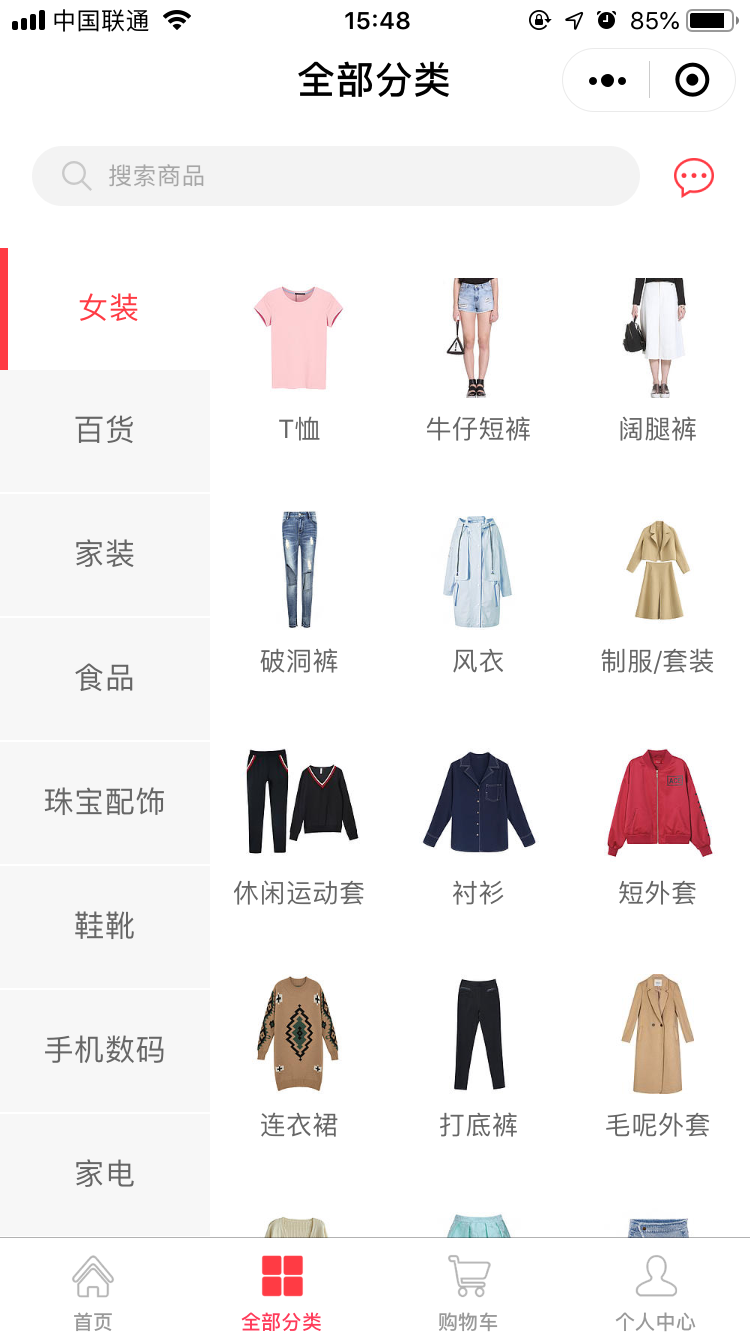 中国联通 15:48 85%
全部分类
搜索商品
女装
百货
家装
食品
珠宝配饰
鞋靴
手机数码
家电
T恤 牛仔短裤 阔腿裤
破洞裤 风衣 制服/套装
休闲运动套 衬衫 短外套
连衣裙 打底裤 毛呢外套
首页 全部分类 购物车 个人中心